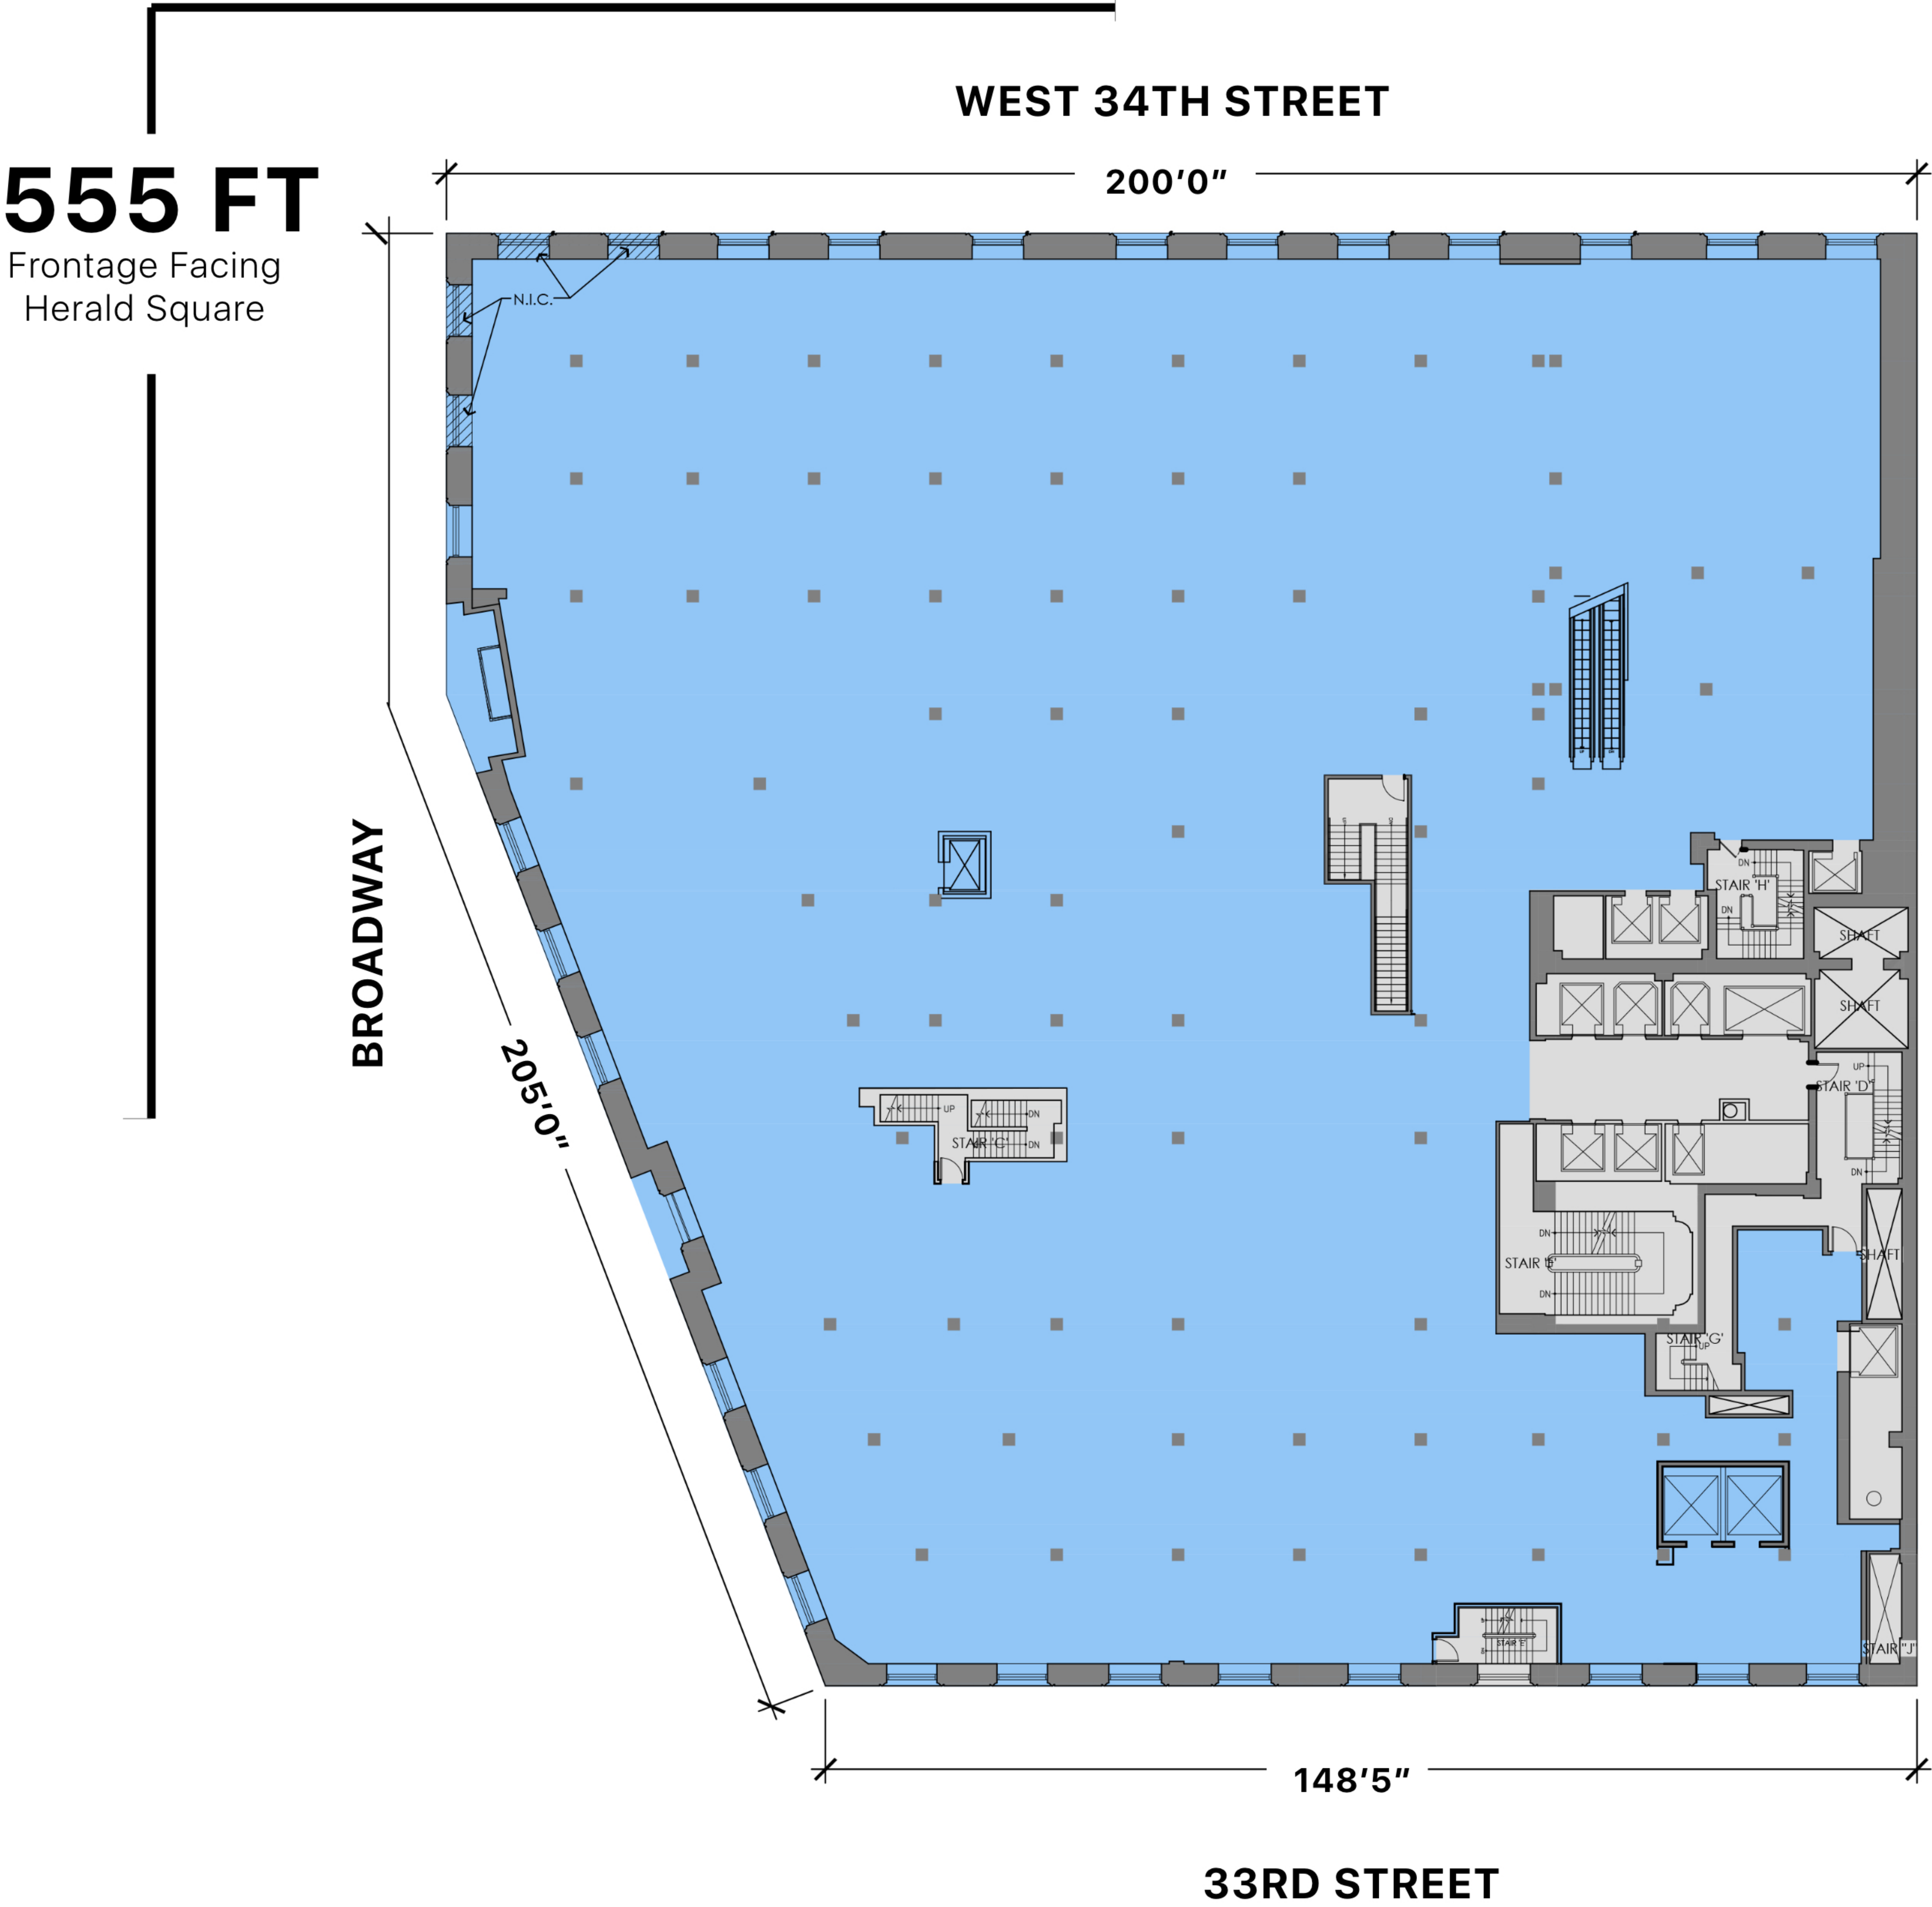 WEST 34TH STREET
200'0"
555 FT
Frontage Facing
Herald Square
N.I.C.
BROADWAY
205'0"
DN
STAIR 'H'
DN
SHAFT
SHAFT
UP
STAIR 'D'
DN
UP
DN
STAIR 'C'
DN
DN
STAIR
DN
SHAFT
STAIR 'G'
UP
STAIR 'E'
STAIR "J"
148'5"
33RD STREET